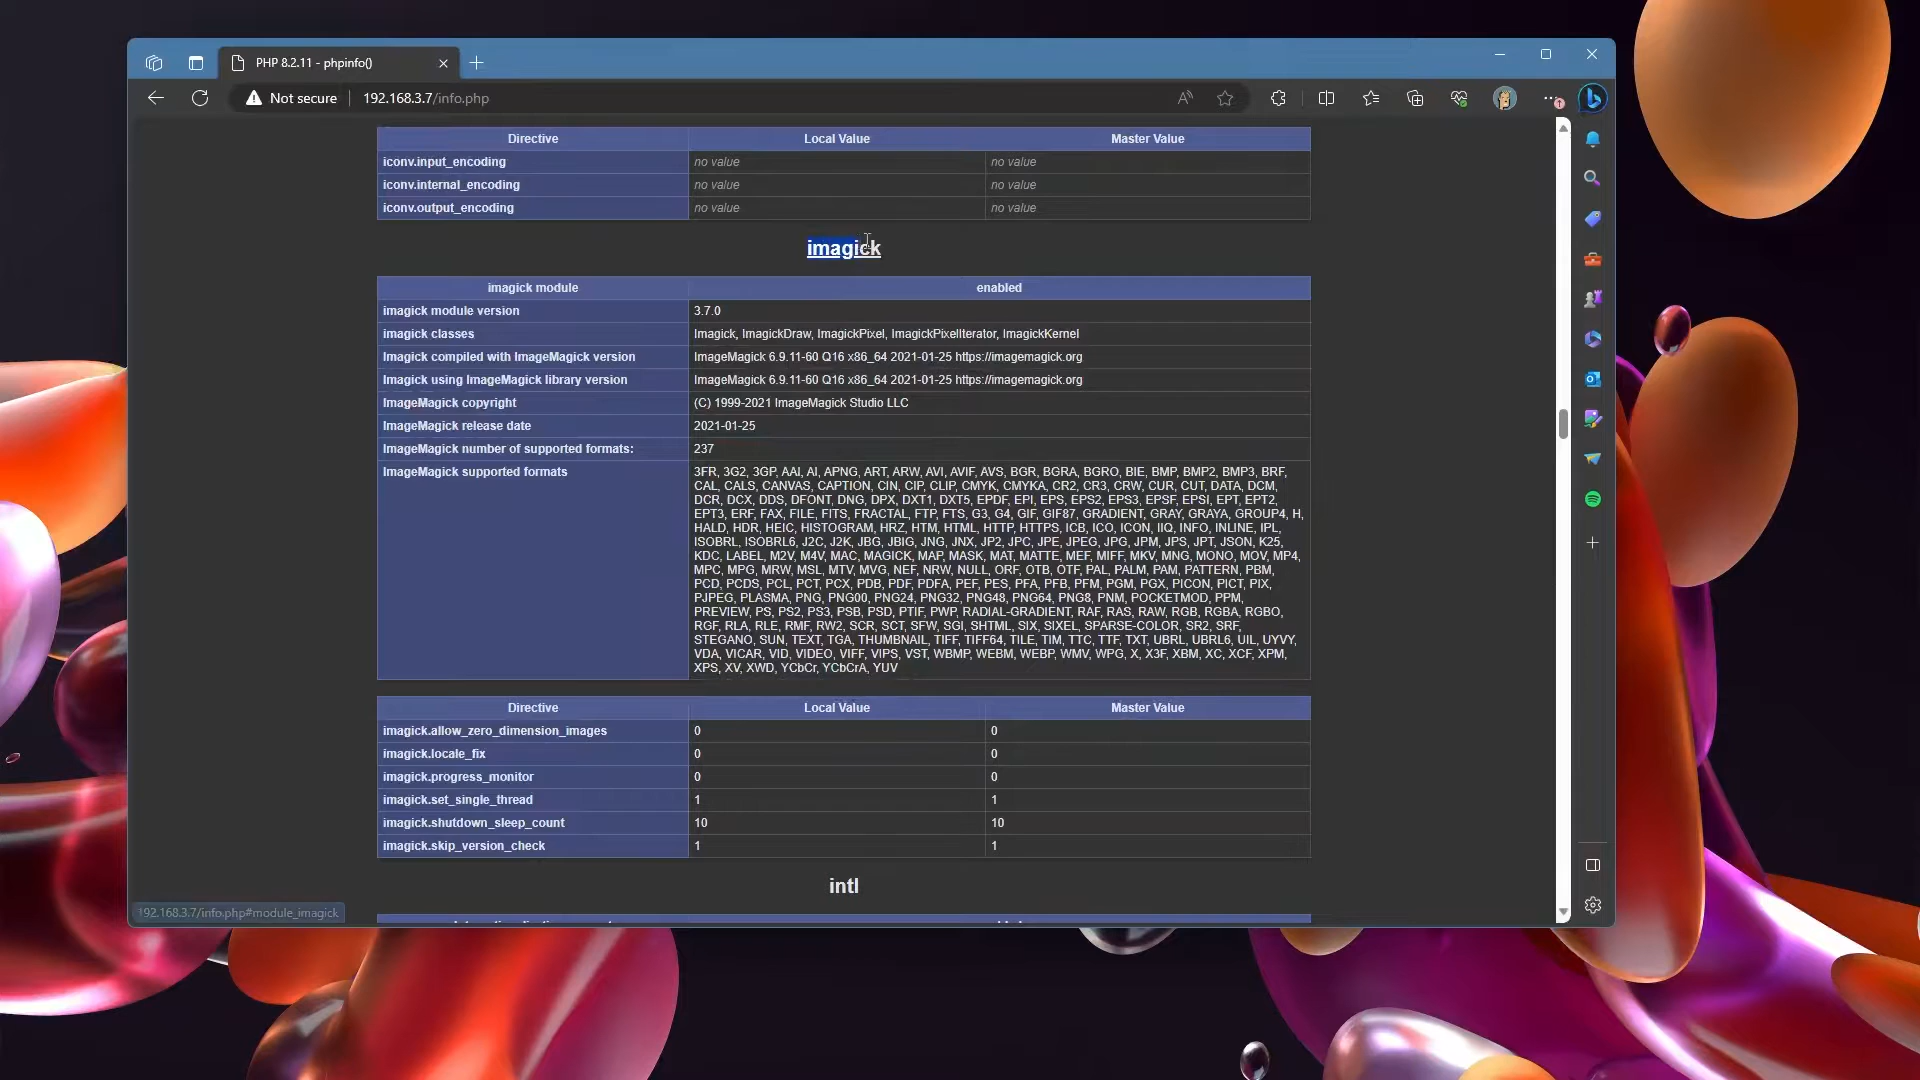 PHP 8.2.11 - phpinfo()
Not secure
192.168.3.7/info.php
Directive Local Value Master Value
iconv.input_encoding no value no value
iconv.internal_encoding no value no value
iconv.output_encoding no value no value
imagick
imagick module enabled
imagick module version 3.7.0
imagick classes Imagick, ImagickDraw, ImagickPixel, ImagickPixelIterator, ImagickKernel
Imagick compiled with ImageMagick version ImageMagick 6.9.11-60 Q16 x86_64 2021-01-25 https://imagemagick.org
Imagick using ImageMagick library version ImageMagick 6.9.11-60 Q16 x86_64 2021-01-25 https://imagemagick.org
ImageMagick copyright (C) 1999-2021 ImageMagick Studio LLC
ImageMagick release date 2021-01-25
ImageMagick number of supported formats: 237
ImageMagick supported formats 3FR, 3G2, 3GP, AAI, AI, APNG, ART, ARW, AVI, AVIF, AVS, BGR, BGRA, BGRO, BIE, BMP, BMP2, BMP3, BRF,
CAL, CALS, CANVAS, CAPTION, CIN, CIP, CLIP, CMYK, CMYKA, CR2, CR3, CRW, CUR, CUT, DATA, DCM,
DCR, DCX, DDS, DFONT, DNG, DPX, DXT1, DXT5, EPDF, EPI, EPS, EPS2, EPS3, EPSF, EPSI, EPT, EPT2,
EPT3, ERF, FAX, FILE, FITS, FRACTAL, FTP, FTS, G3, G4, GIF, GIF87, GRADIENT, GRAY, GRAYA, GROUP4, H,
HALD, HDR, HEIC, HISTOGRAM, HRZ, HTM, HTML, HTTP, HTTPS, ICB, ICO, ICON, IIQ, INFO, INLINE, IPL,
ISOBRL, ISOBRL6, J2C, J2K, JBG, JBIG, JNG, JNX, JP2, JPC, JPE, JPEG, JPG, JPM, JPS, JPT, JSON, K25,
KDC, LABEL, M2V, M4V, MAC, MAGICK, MAP, MASK, MAT, MATTE, MEF, MIFF, MKV, MNG, MONO, MOV, MP4,
MPC, MPG, MRW, MSL, MTV, MVG, NEF, NRW, NULL, ORF, OTB, OTF, PAL, PALM, PAM, PATTERN, PBM,
PCD, PCDS, PCL, PCT, PCX, PDB, PDF, PDFA, PEF, PES, PFA, PFB, PFM, PGM, PGX, PICON, PICT, PIX,
PJPEG, PLASMA, PNG, PNG00, PNG24, PNG32, PNG48, PNG64, PNG8, PNM, POCKETMOD, PPM,
PREVIEW, PS, PS2, PS3, PSB, PSD, PTIF, PWP, RADIAL-GRADIENT, RAF, RAS, RAW, RGB, RGBA, RGBO,
RGF, RLA, RLE, RMF, RW2, SCR, SCT, SFW, SGI, SHTML, SIX, SIXEL, SPARSE-COLOR, SR2, SRF,
STEGANO, SUN, TEXT, TGA, THUMBNAIL, TIFF, TIFF64, TILE, TIM, TTC, TTF, TXT, UBRL, UBRL6, UIL, UYVY,
VDA, VICAR, VID, VIDEO, VIFF, VIPS, VST, WBMP, WEBM, WEBP, WMV, WPG, X, X3F, XBM, XC, XCF, XPM,
XPS, XV, XWD, YCbCr, YCbCrA, YUV
Directive Local Value Master Value
imagick.allow_zero_dimension_images 0 0
imagick.locale_fix 0 0
imagick.progress_monitor 0 0
imagick.set_single_thread 1 1
imagick.shutdown_sleep_count 10 10
imagick.skip_version_check 1 1
intl
192.168.3.7/info.php#module_imagick